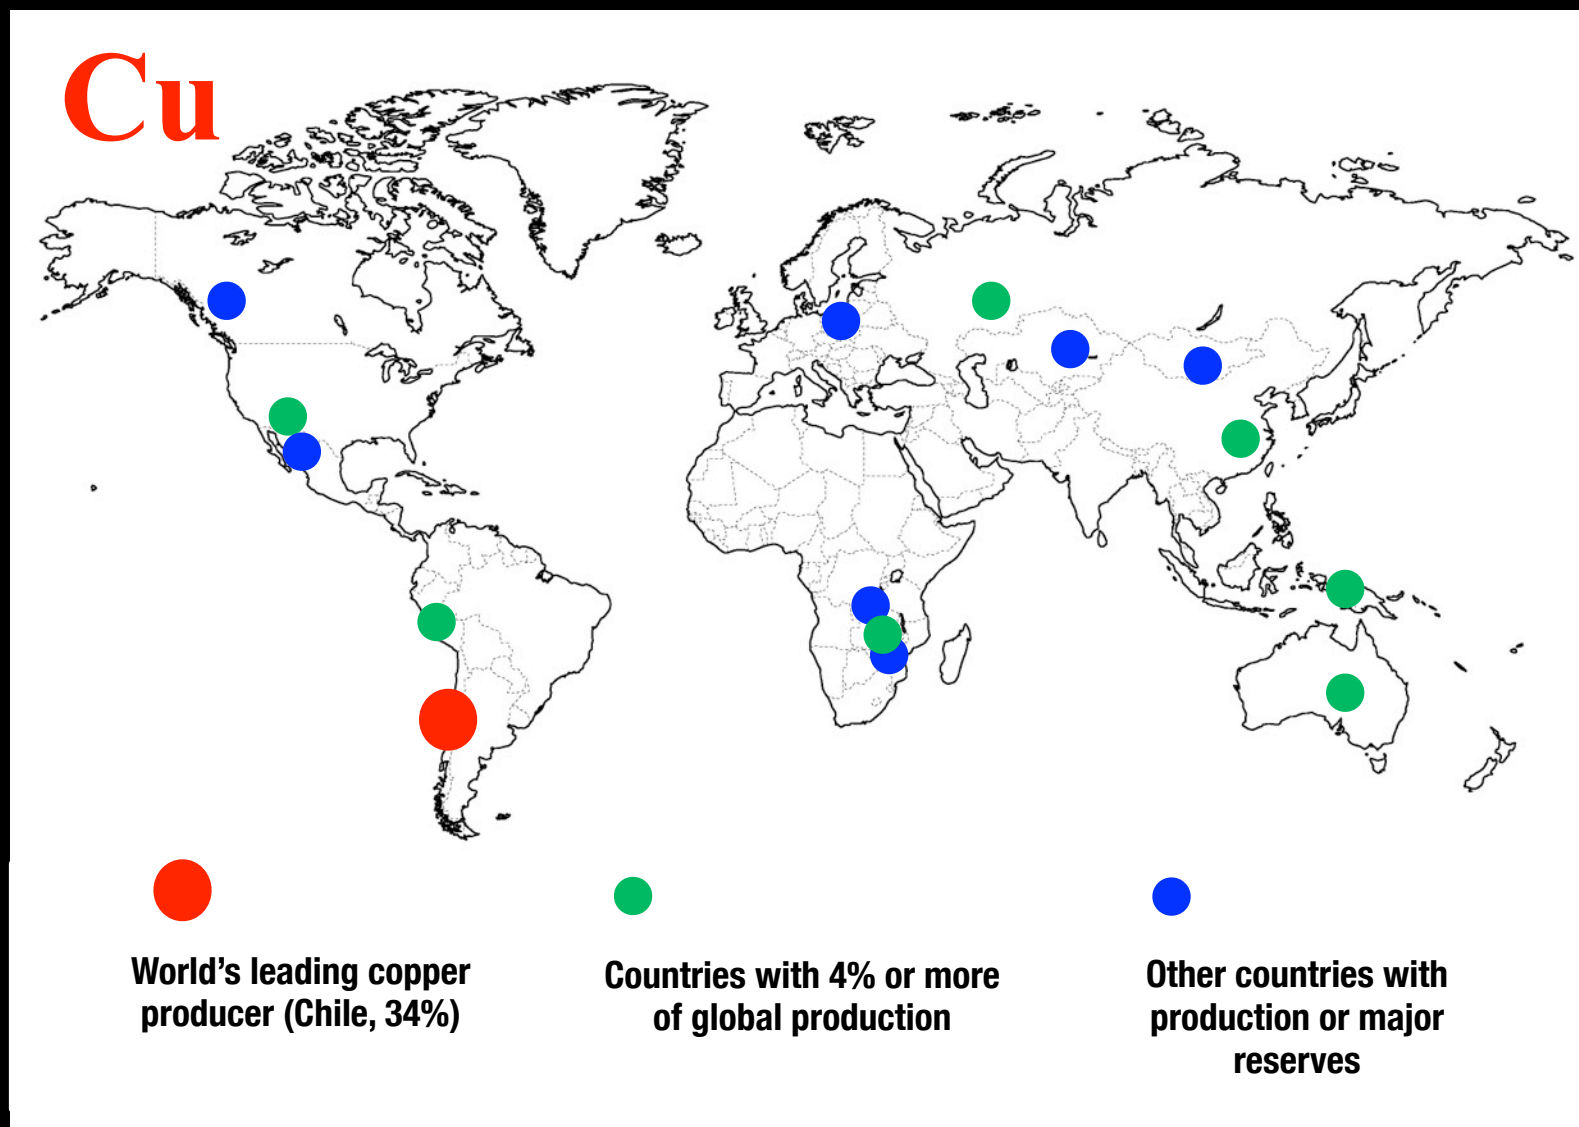 Cu
World’s leading copper
producer (Chile, 34%)
Countries with 4% or more
of global production
Other countries with
production or major
reserves